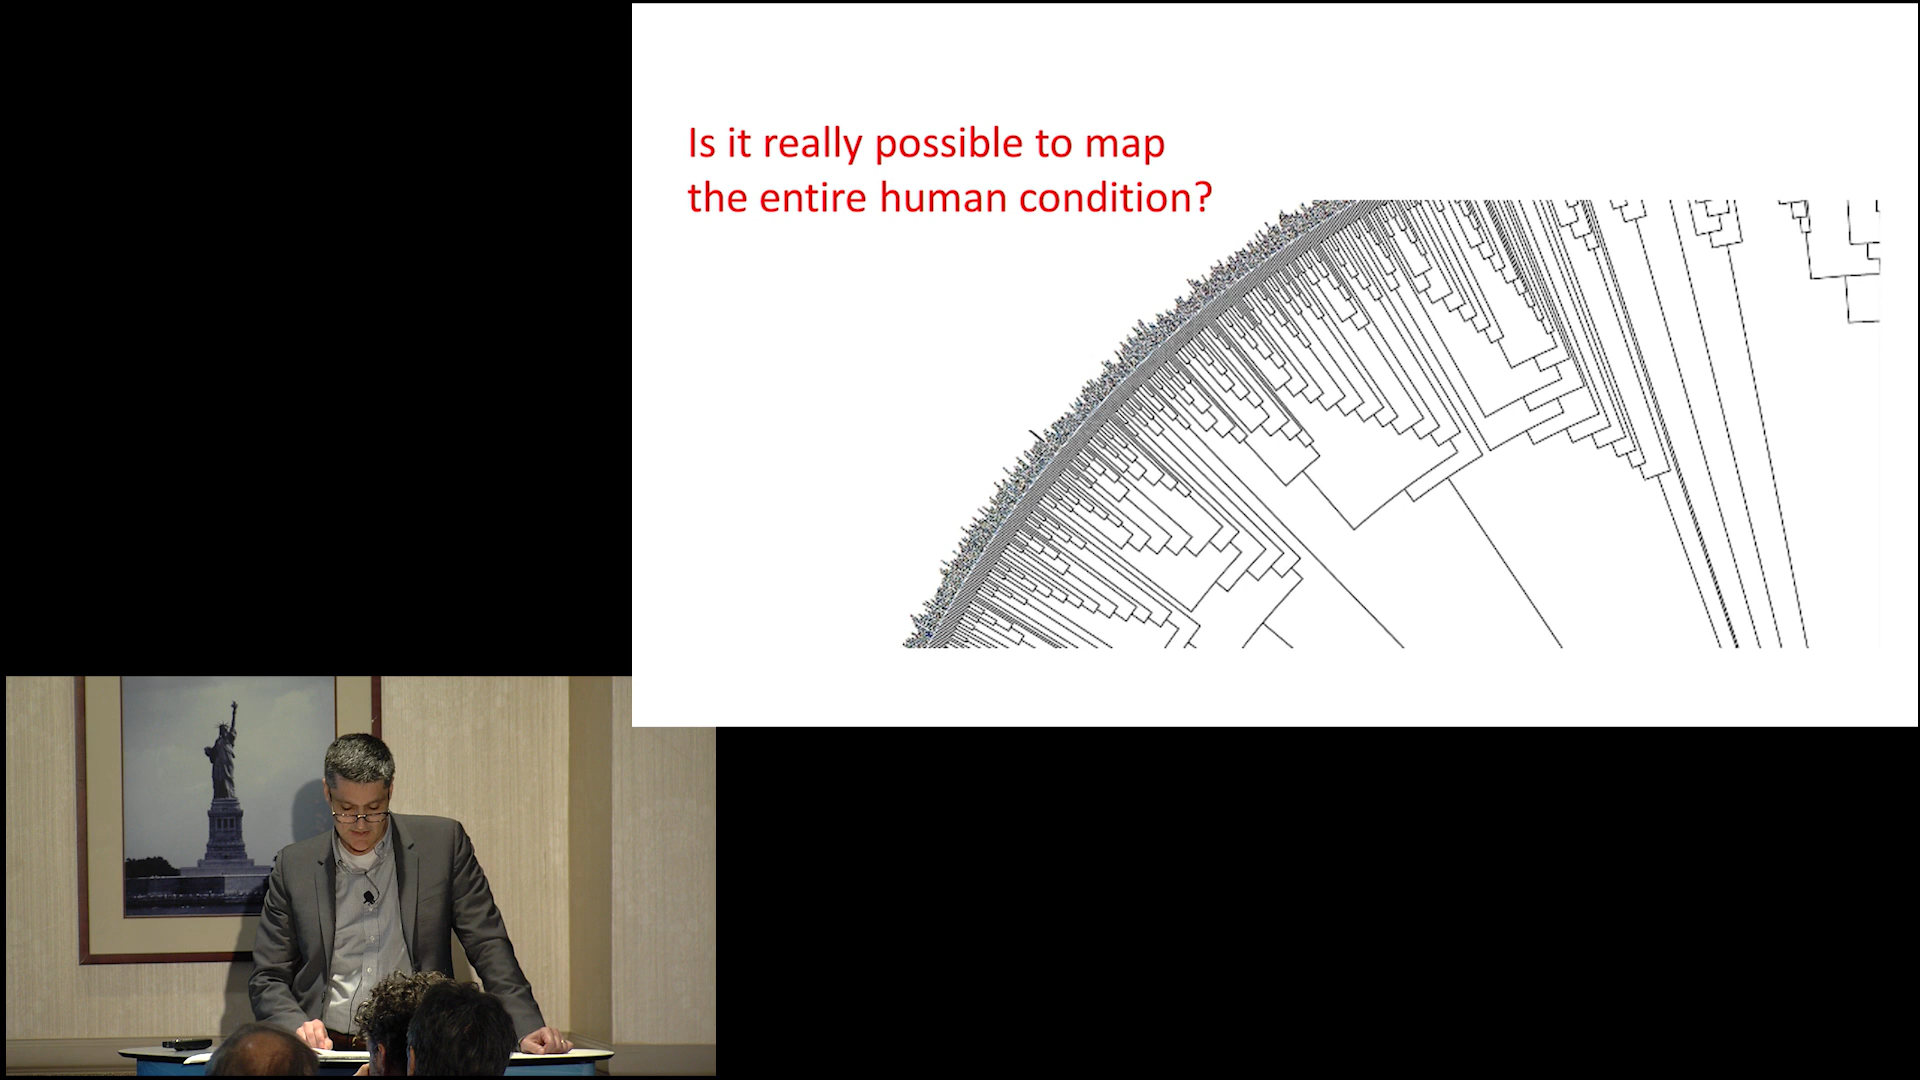 Is it really possible to map
the entire human condition?